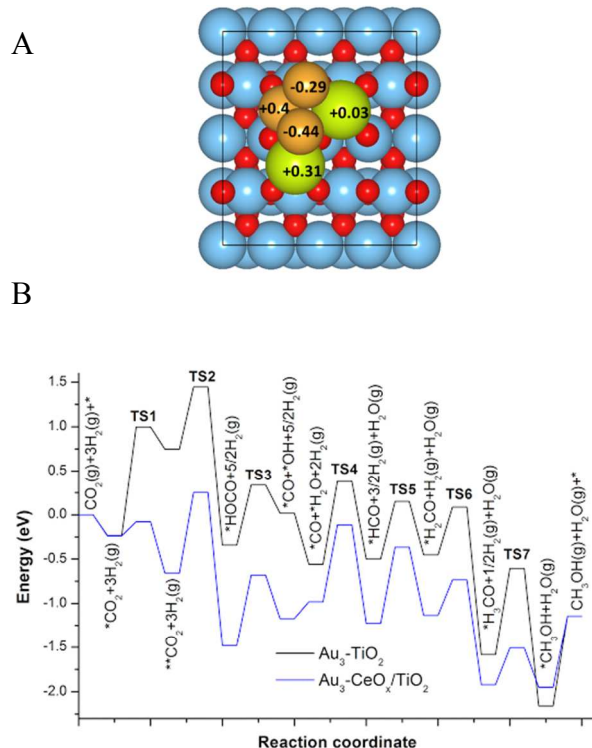 A
-0.29
+0.4
+0.03
-0.44
+0.31
B
1.5
1.0
0.5
0.0
-0.5
-1.0
-1.5
-2.0
Energy (eV)
CO₂(g)+3H₂(g)+*
*CO₂+3H₂(g)
TS1
**CO₂+3H₂(g)
TS2
*HOCO+5/2H₂(g)
TS3
*CO+*OH+5/2H₂(g)
*CO+*H₂O+2H₂(g)
TS4
*HCO+3/2H₂(g)+H₂O(g)
TS5
*H₂CO+H₂(g)+H₂O(g)
TS6
*H₃CO+1/2H₂(g)+H₂O(g)
TS7
*CH₃OH+H₂O(g)
CH₃OH(g)+H₂O(g)+*
Au₃-TiO₂
Au₃-CeOₓ/TiO₂
Reaction coordinate